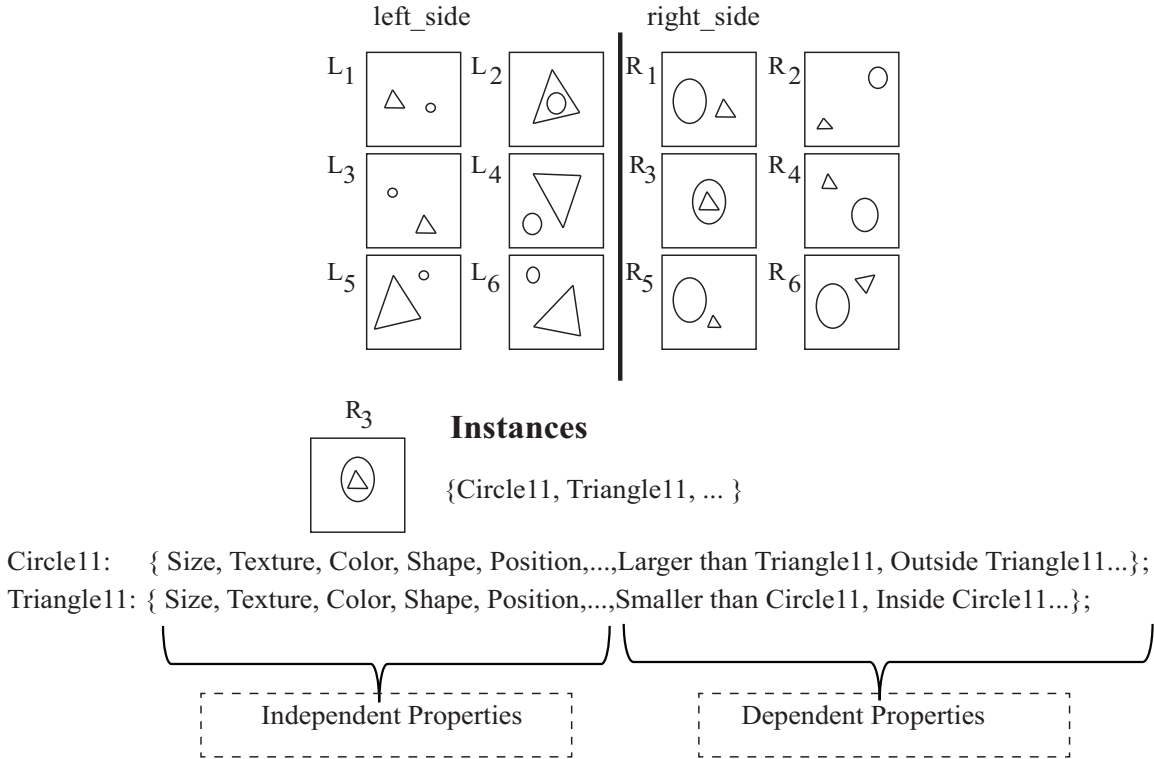 left_side right_side
L1 L2 R1 R2
L3 L4 R3 R4
L5 L6 R5 R6
R3
Instances
{Circle11, Triangle11, ... }
Circle11: { Size, Texture, Color, Shape, Position,...,Larger than Triangle11, Outside Triangle11...};
Triangle11: { Size, Texture, Color, Shape, Position,...,Smaller than Circle11, Inside Circle11...};
Independent Properties Dependent Properties